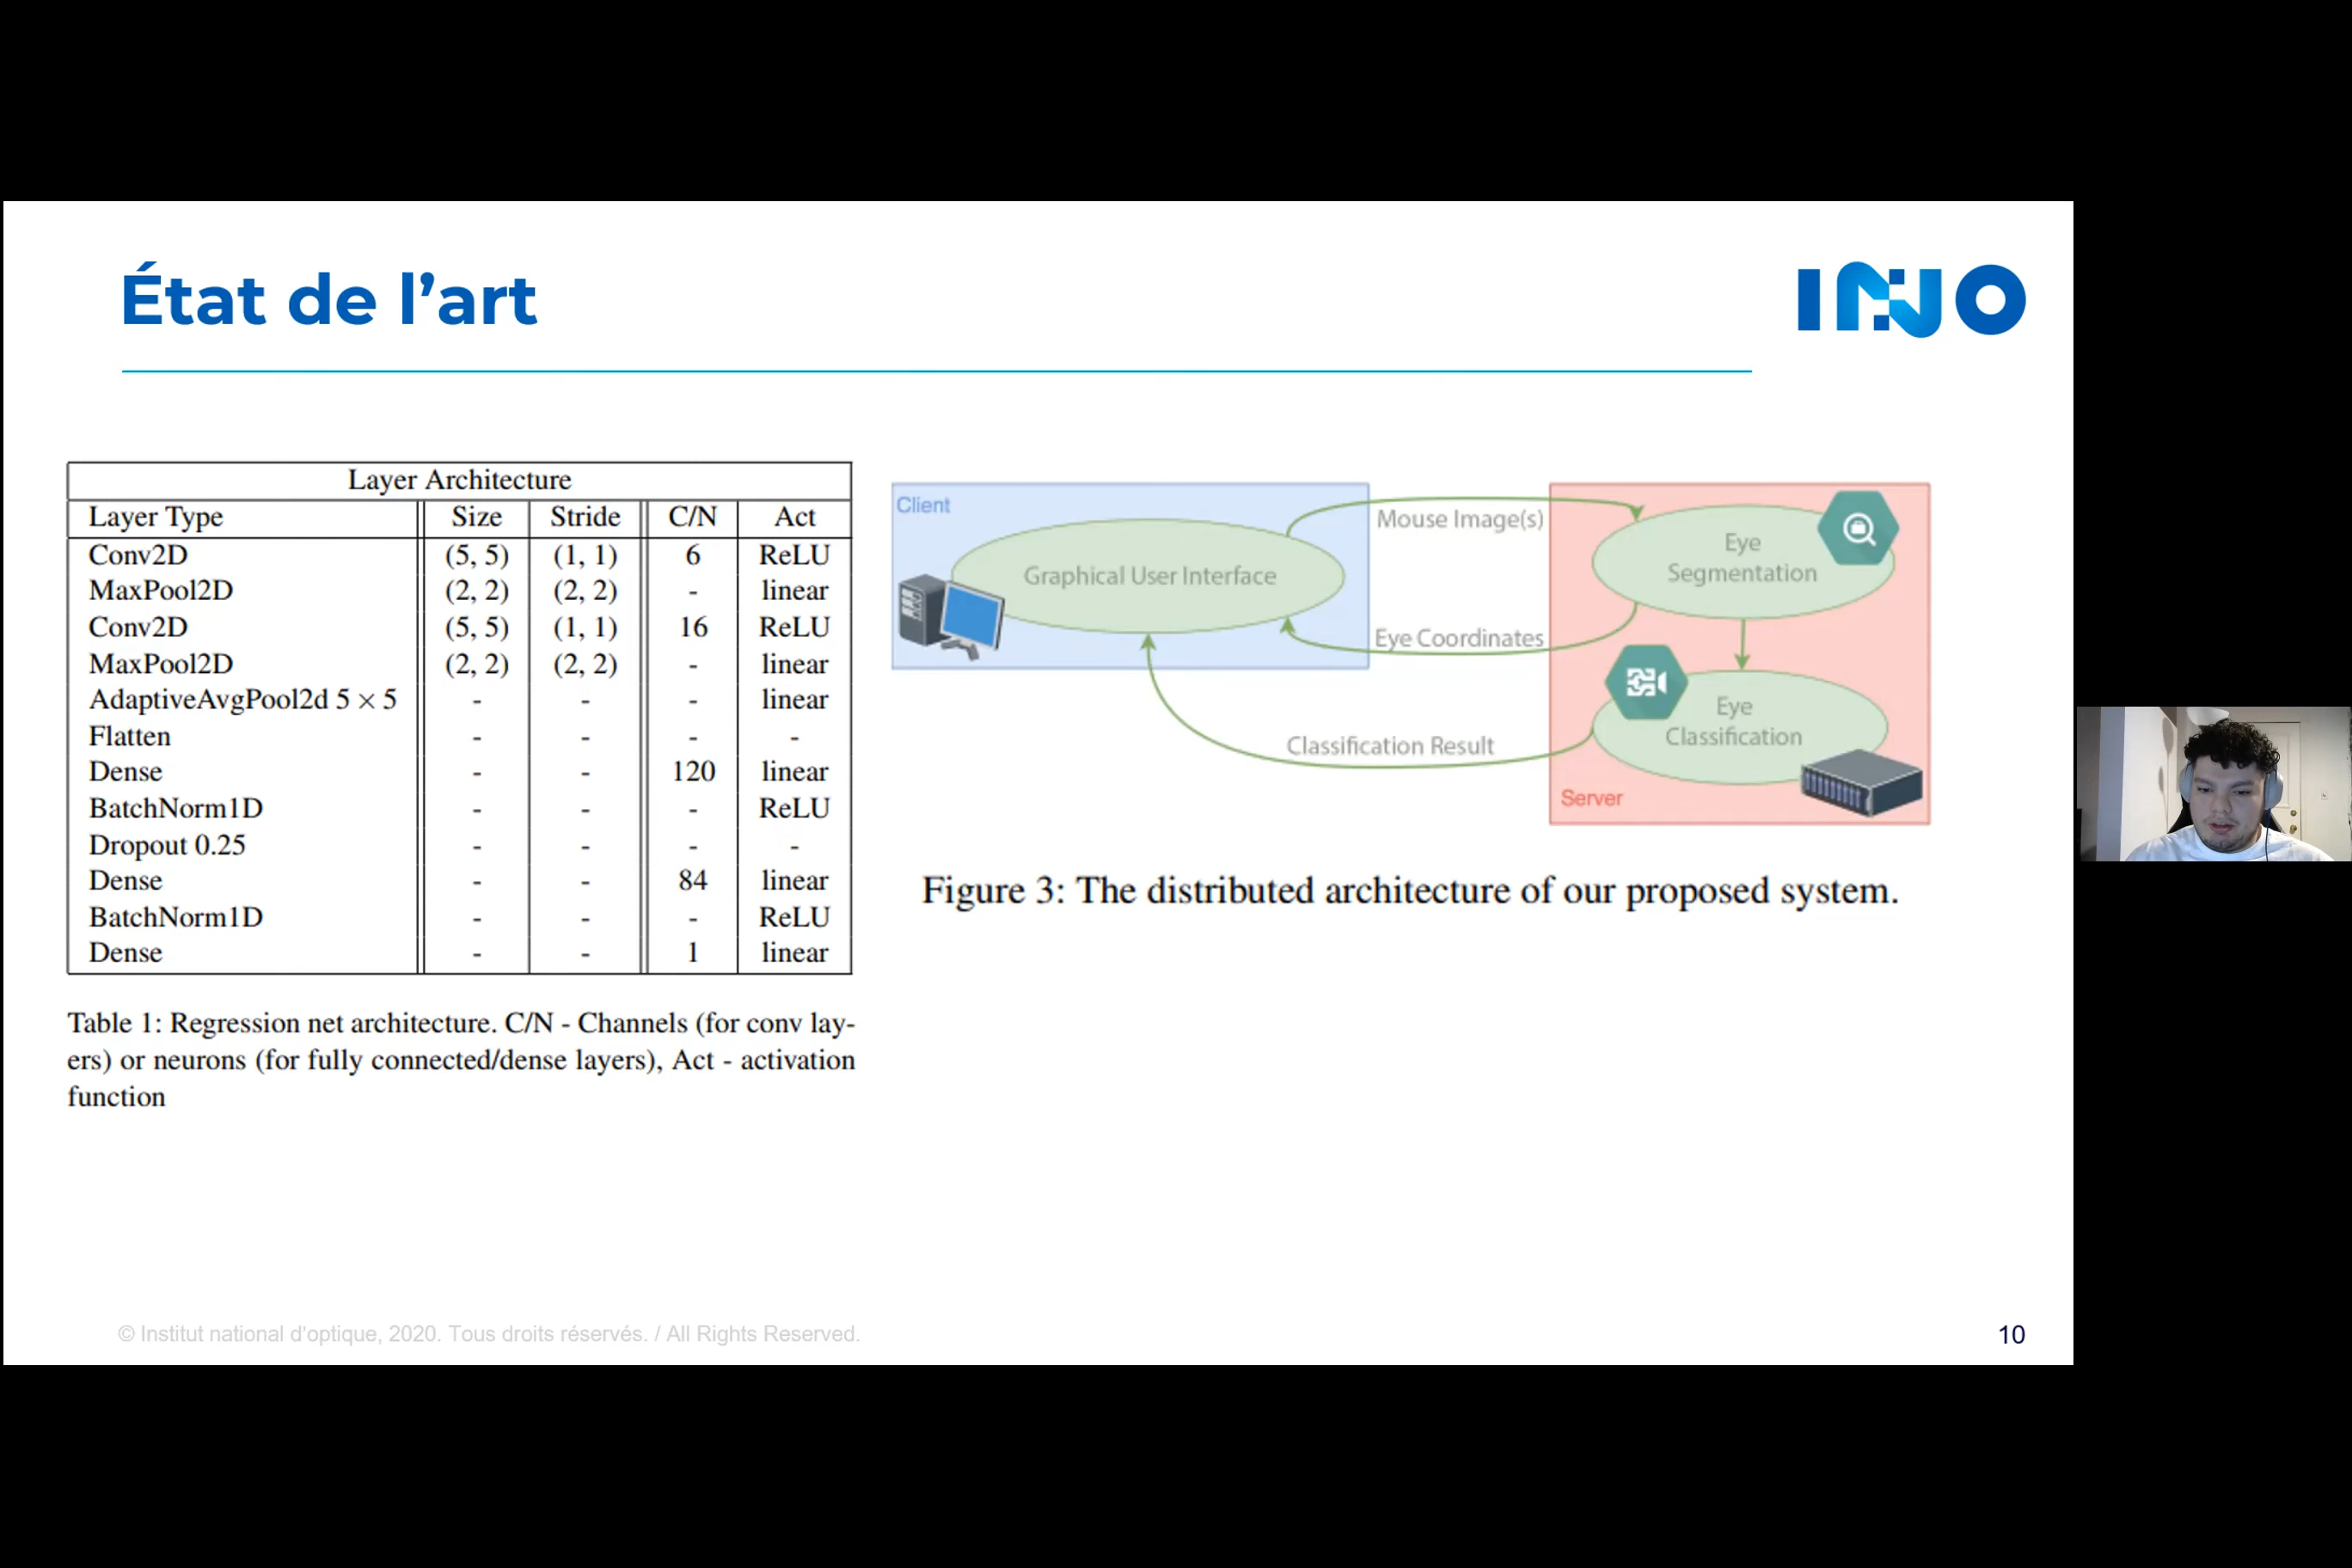 État de l’art
INO
Layer Architecture
Layer Type Size Stride C/N Act
Conv2D (5, 5) (1, 1) 6 ReLU
MaxPool2D (2, 2) (2, 2) - linear
Conv2D (5, 5) (1, 1) 16 ReLU
MaxPool2D (2, 2) (2, 2) - linear
AdaptiveAvgPool2d 5 × 5 - - - linear
Flatten - - - -
Dense - - 120 linear
BatchNorm1D - - - ReLU
Dropout 0.25 - - - -
Dense - - 84 linear
BatchNorm1D - - - ReLU
Dense - - 1 linear
Table 1: Regression net architecture. C/N - Channels (for conv lay-
ers) or neurons (for fully connected/dense layers), Act - activation
function
Client
Graphical User Interface
Mouse Image(s)
Eye Coordinates
Classification Result
Eye
Segmentation
Eye
Classification
Server
Figure 3: The distributed architecture of our proposed system.
© Institut national d'optique, 2020. Tous droits réservés. / All Rights Reserved.
10